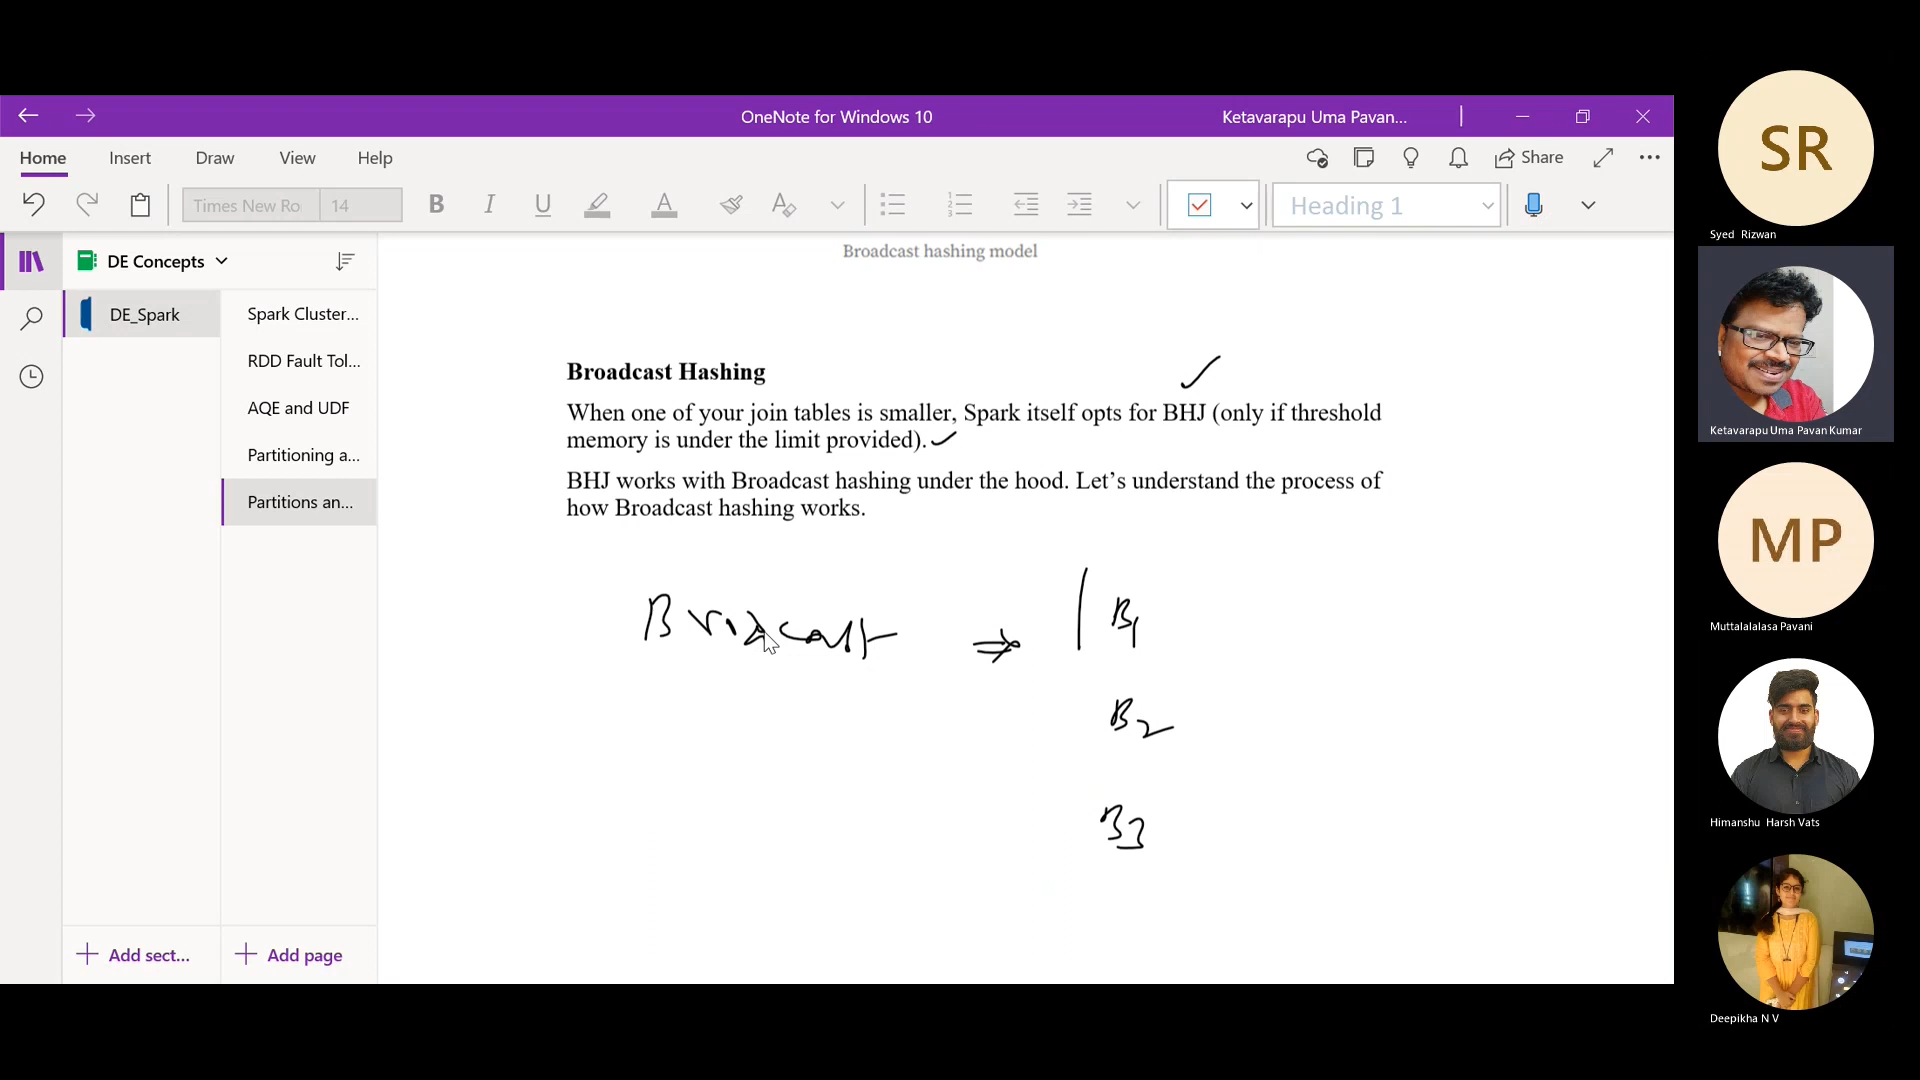 OneNote for Windows 10
Ketavarapu Uma Pavan...
Home Insert Draw View Help
Share
Times New Ro 14
B I U A A
Heading 1
DE Concepts
DE_Spark
Spark Cluster...
RDD Fault Tol...
AQE and UDF
Partitioning a...
Partitions an...
Add sect...
Add page
Broadcast hashing model
Broadcast Hashing
When one of your join tables is smaller, Spark itself opts for BHJ (only if threshold
memory is under the limit provided).
BHJ works with Broadcast hashing under the hood. Let’s understand the process of
how Broadcast hashing works.
B1
B2
B3
SR
Syed Rizwan
Ketavarapu Uma Pavan Kumar
MP
Muttalalalasa Pavani
Himanshu Harsh Vats
Deepikha N V